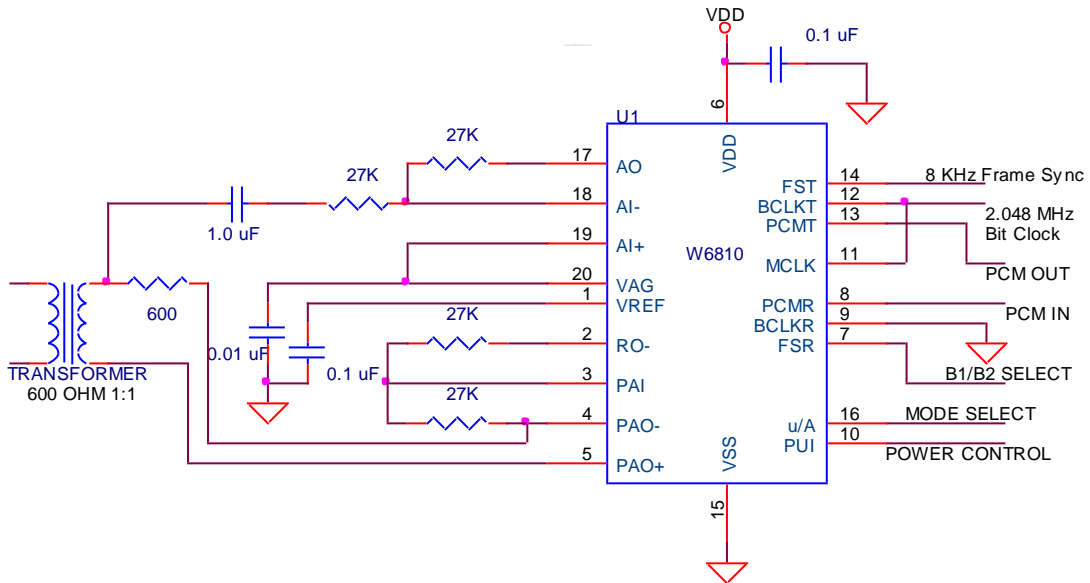 VDD
0.1 uF
6
U1
27K
17
AO
VDD
FST
14
8 KHz Frame Sync
27K
18
AI-
BCLKT
12
PCMT
13
2.048 MHz
Bit Clock
1.0 uF
19
AI+
W6810
MCLK
11
PCM OUT
20
VAG
1
VREF
PCMR
8
PCM IN
600
27K
BCLKR
9
2
RO-
FSR
7
0.01 uF
0.1 uF
TRANSFORMER
600 OHM 1:1
3
PAI
B1/B2 SELECT
27K
4
PAO-
u/A
16
MODE SELECT
PUI
10
POWER CONTROL
5
PAO+
VSS
15